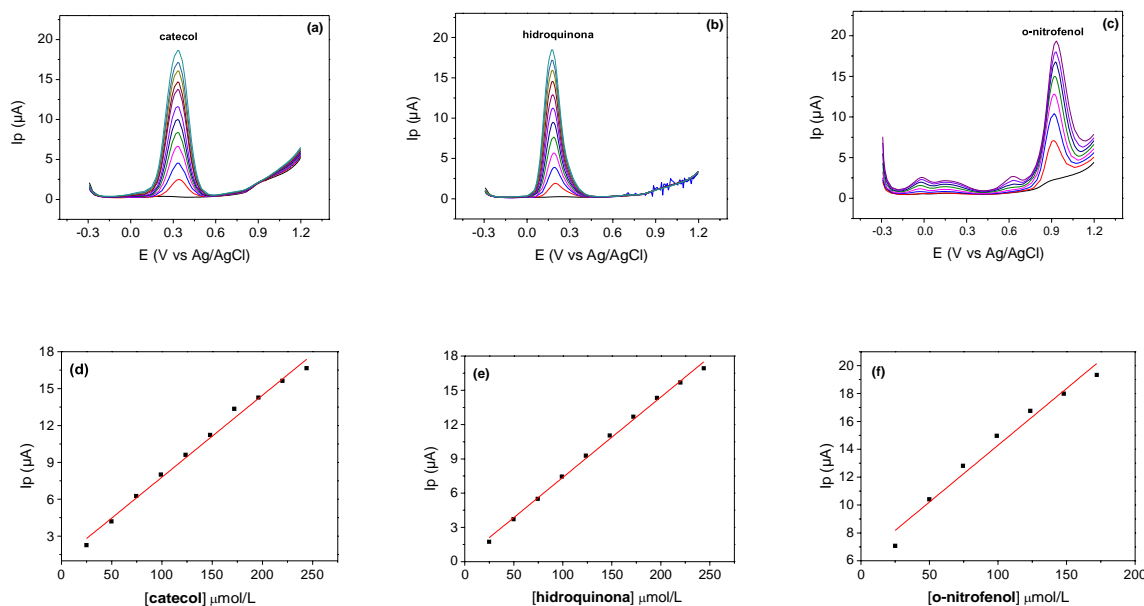 (a)
catecol
20
15
10
5
0
Ip (µA)
-0.3 0.0 0.3 0.6 0.9 1.2
E (V vs Ag/AgCl)
(b)
hidroquinona
20
15
10
5
0
Ip (µA)
-0.3 0.0 0.3 0.6 0.9 1.2
E (V vs Ag/AgCl)
(c)
o-nitrofenol
20
15
10
5
0
Ip (µA)
-0.3 0.0 0.3 0.6 0.9 1.2
E (V vs Ag/AgCl)
(d)
18
15
12
9
6
3
Ip (µA)
0 50 100 150 200 250
[catecol] µmol/L
(e)
18
15
12
9
6
3
0
Ip (µA)
0 50 100 150 200 250
[hidroquinona] µmol/L
(f)
20
18
16
14
12
10
8
6
Ip (µA)
0 50 100 150 200
[o-nitrofenol] µmol/L